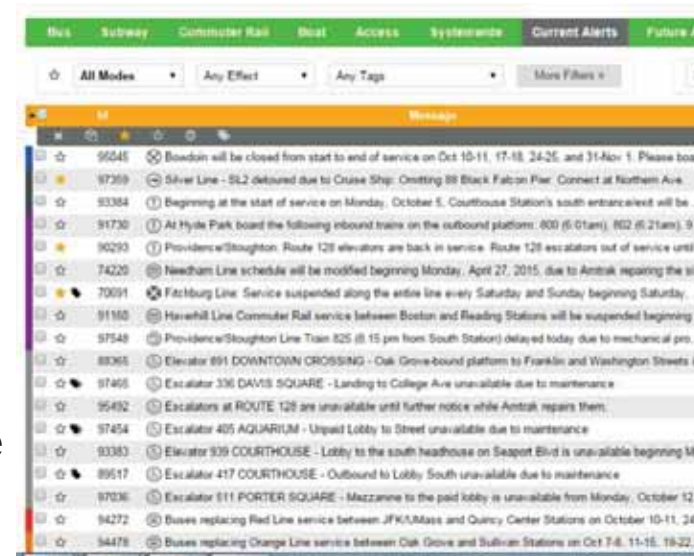 Bus Subway Commuter Rail Boat Access Systemwide Current Alerts Future A
All Modes Any Effect Any Tags More Filters
Id Message
95045 Bowdoin will be closed from start to end of service on Oct 10-11, 17-18, 24-25, and 31-Nov 1. Please boa
97359 Silver Line - SL2 detoured due to Cruise Ship: Omitting 88 Black Falcon Pier. Connect at Northern Ave.
93384 Beginning at the start of service on Monday, October 5, Courthouse Station's south entrance/exit will be
91730 At Hyde Park board the following inbound trains on the outbound platform: 800 (6:01am), 802 (6:21am), 9
90293 Providence/Stoughton: Route 128 elevators are back in service. Route 128 escalators out of service until
74220 Needham Line schedule will be modified beginning Monday, April 27, 2015, due to Amtrak repairing the s
70691 Fitchburg Line: Service suspended along the entire line every Saturday and Sunday beginning Saturday,
91160 Haverhill Line Commuter Rail service between Boston and Reading Stations will be suspended beginning
97548 Providence/Stoughton Line Train 825 (8:15 pm from South Station) delayed today due to mechanical pro.
88365 Elevator 891 DOWNTOWN CROSSING - Oak Grove-bound platform to Franklin and Washington Streets
97465 Escalator 336 DAVIS SQUARE - Landing to College Ave unavailable due to maintenance
95492 Escalators at ROUTE 128 are unavailable until further notice while Amtrak repairs them.
97454 Escalator 405 AQUARIUM - Unpaid Lobby to Street unavailable due to maintenance
93383 Elevator 939 COURTHOUSE - Lobby to the south headhouse on Seaport Blvd is unavailable beginning M
89517 Escalator 417 COURTHOUSE - Outbound to Lobby South unavailable due to maintenance
97036 Escalator 511 PORTER SQUARE - Mezzanine to the paid lobby is unavailable from Monday, October 12
94272 Buses replacing Red Line service between JFK/UMass and Quincy Center Stations on October 10-11, 24
94478 Buses replacing Orange Line service between Oak Grove and Sullivan Stations on Oct 7-8, 11-15, 19-22
e